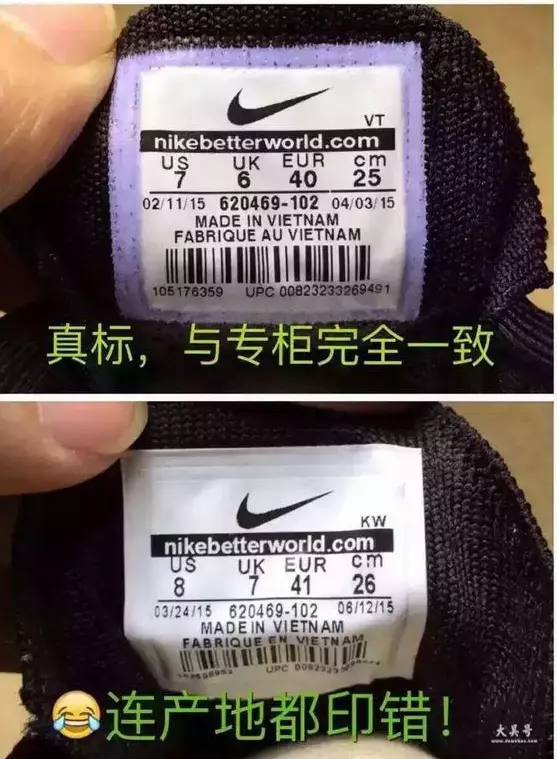 VT
nikebetterworld.com
US UK EUR cm
7 6 40 25
02/11/15 620469-102 04/03/15
MADE IN VIETNAM
FABRIQUE AU VIETNAM
105176359 UPC 00823233269491
真标，与专柜完全一致
KW
nikebetterworld.com
US UK EUR cm
8 7 41 26
03/24/15 620469-102 06/12/15
MADE IN VIETNAM
FABRIQUE EN VIETNAM
UPC
😂连产地都印错！